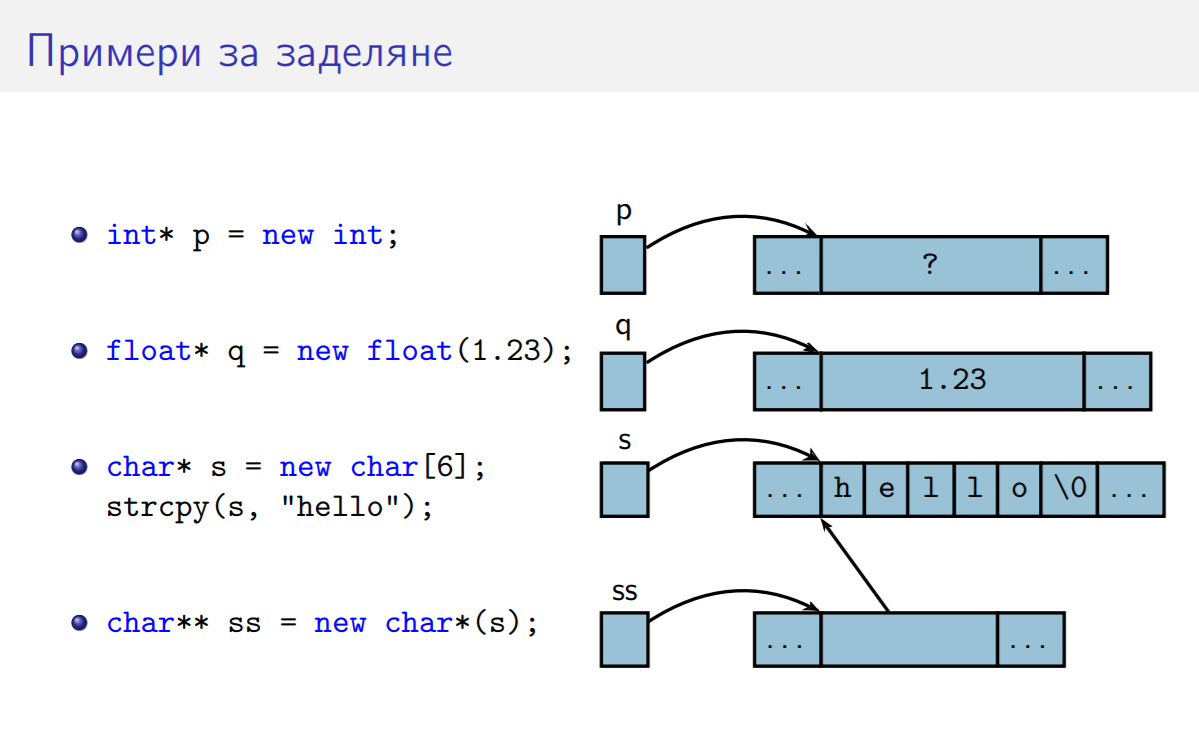 Примери за заделяне
int* p = new int;
p
... ? ...
float* q = new float(1.23);
q
... 1.23 ...
char* s = new char[6];
strcpy(s, "hello");
s
... h e l l o \0 ...
char** ss = new char*(s);
ss
... ...